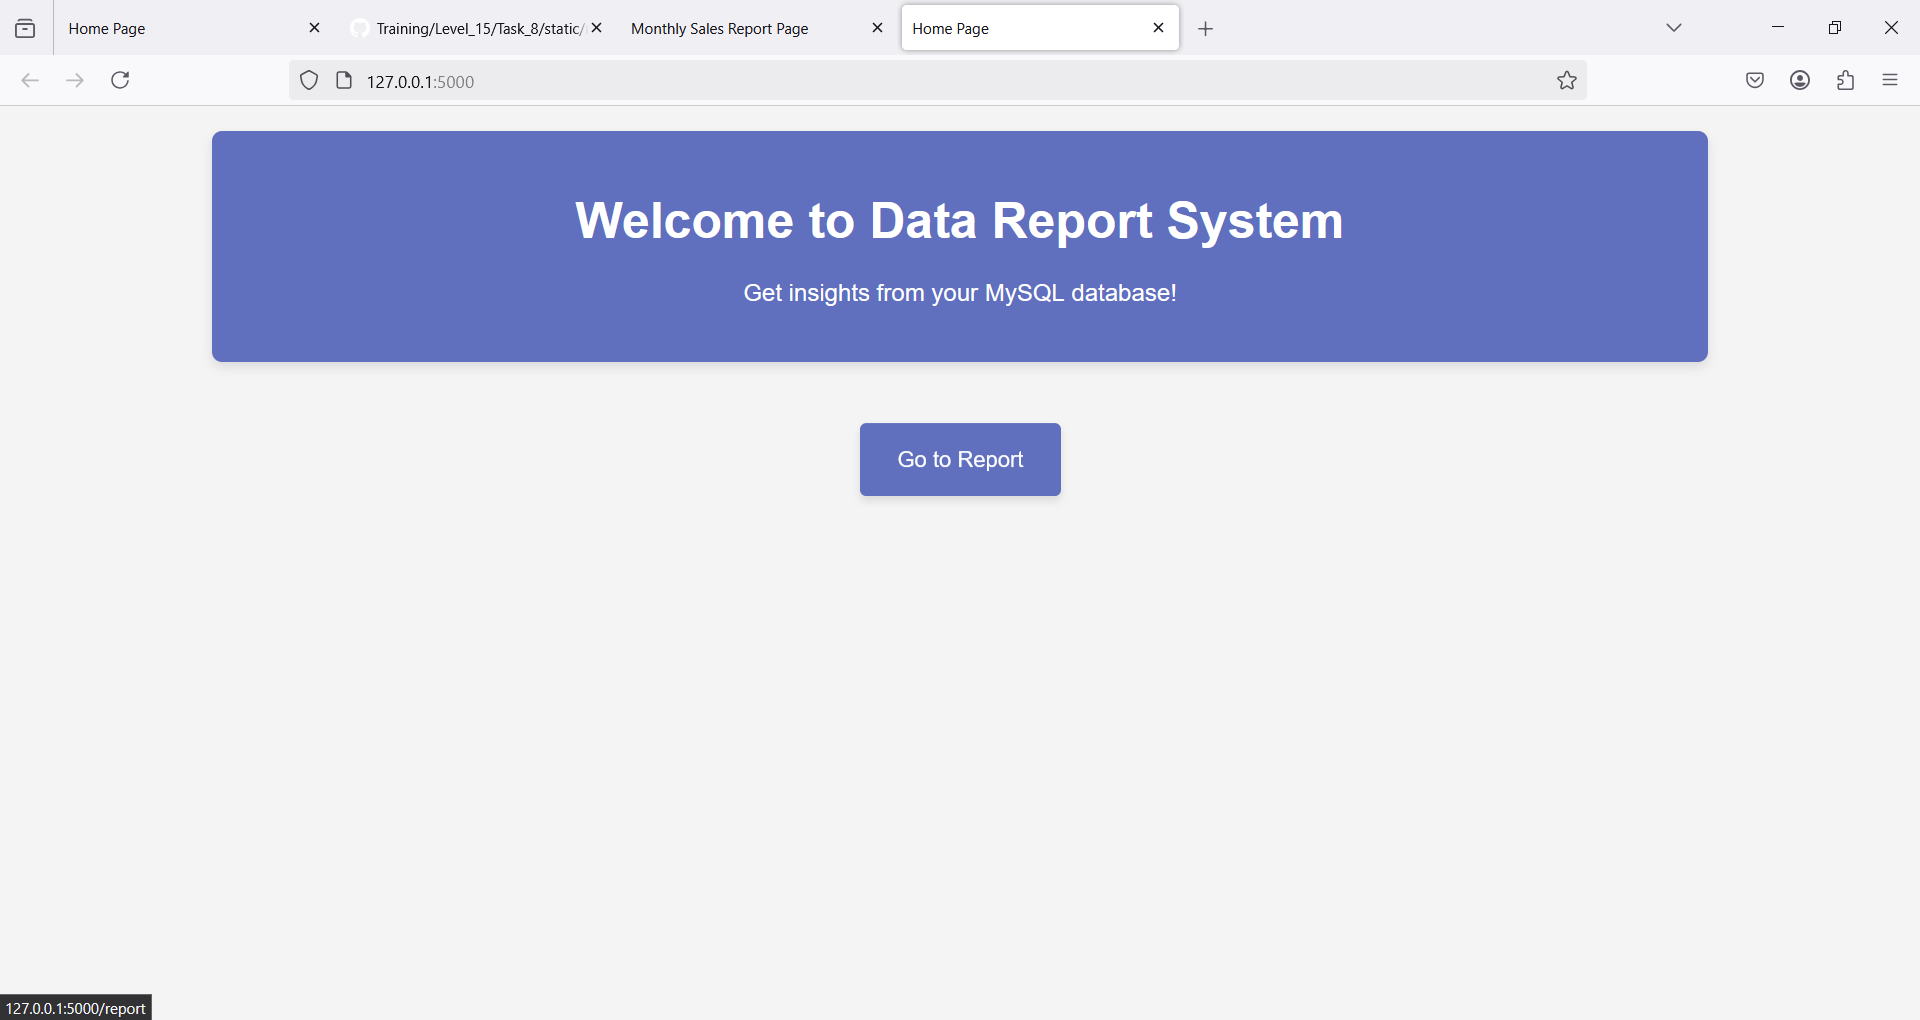 Home Page
Training/Level_15/Task_8/static/
Monthly Sales Report Page
Home Page
127.0.0.1:5000
Welcome to Data Report System
Get insights from your MySQL database!
Go to Report
127.0.0.1:5000/report